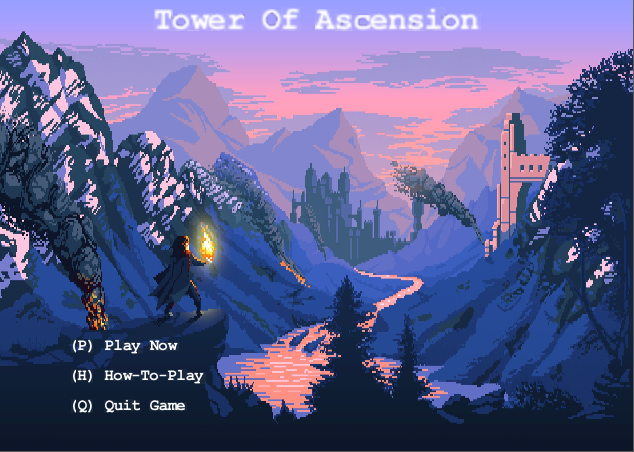 Tower Of Ascension
(P) Play Now
(H) How-To-Play
(Q) Quit Game